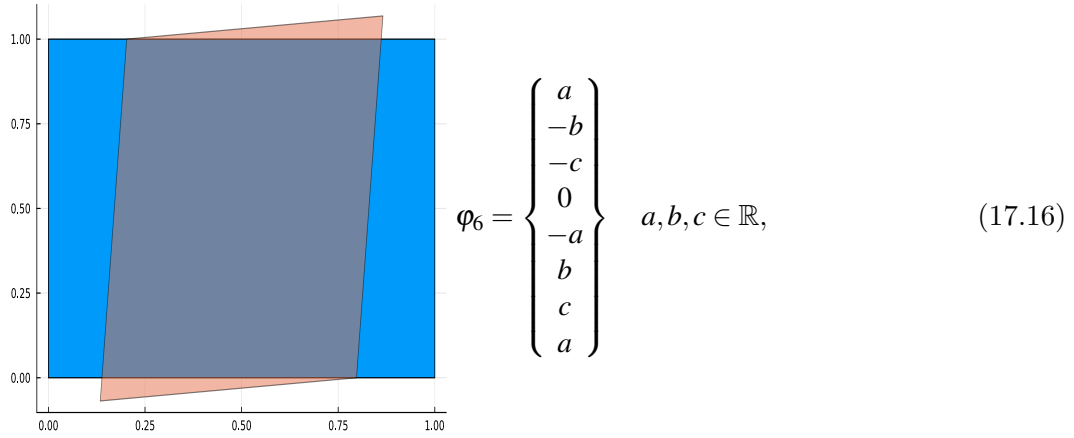 1.00
0.75
0.50
0.25
0.00
0.00 0.25 0.50 0.75 1.00
φ₆ = { a
−b
−c
0
−a
b
c
a } a, b, c ∈ ℝ, (17.16)